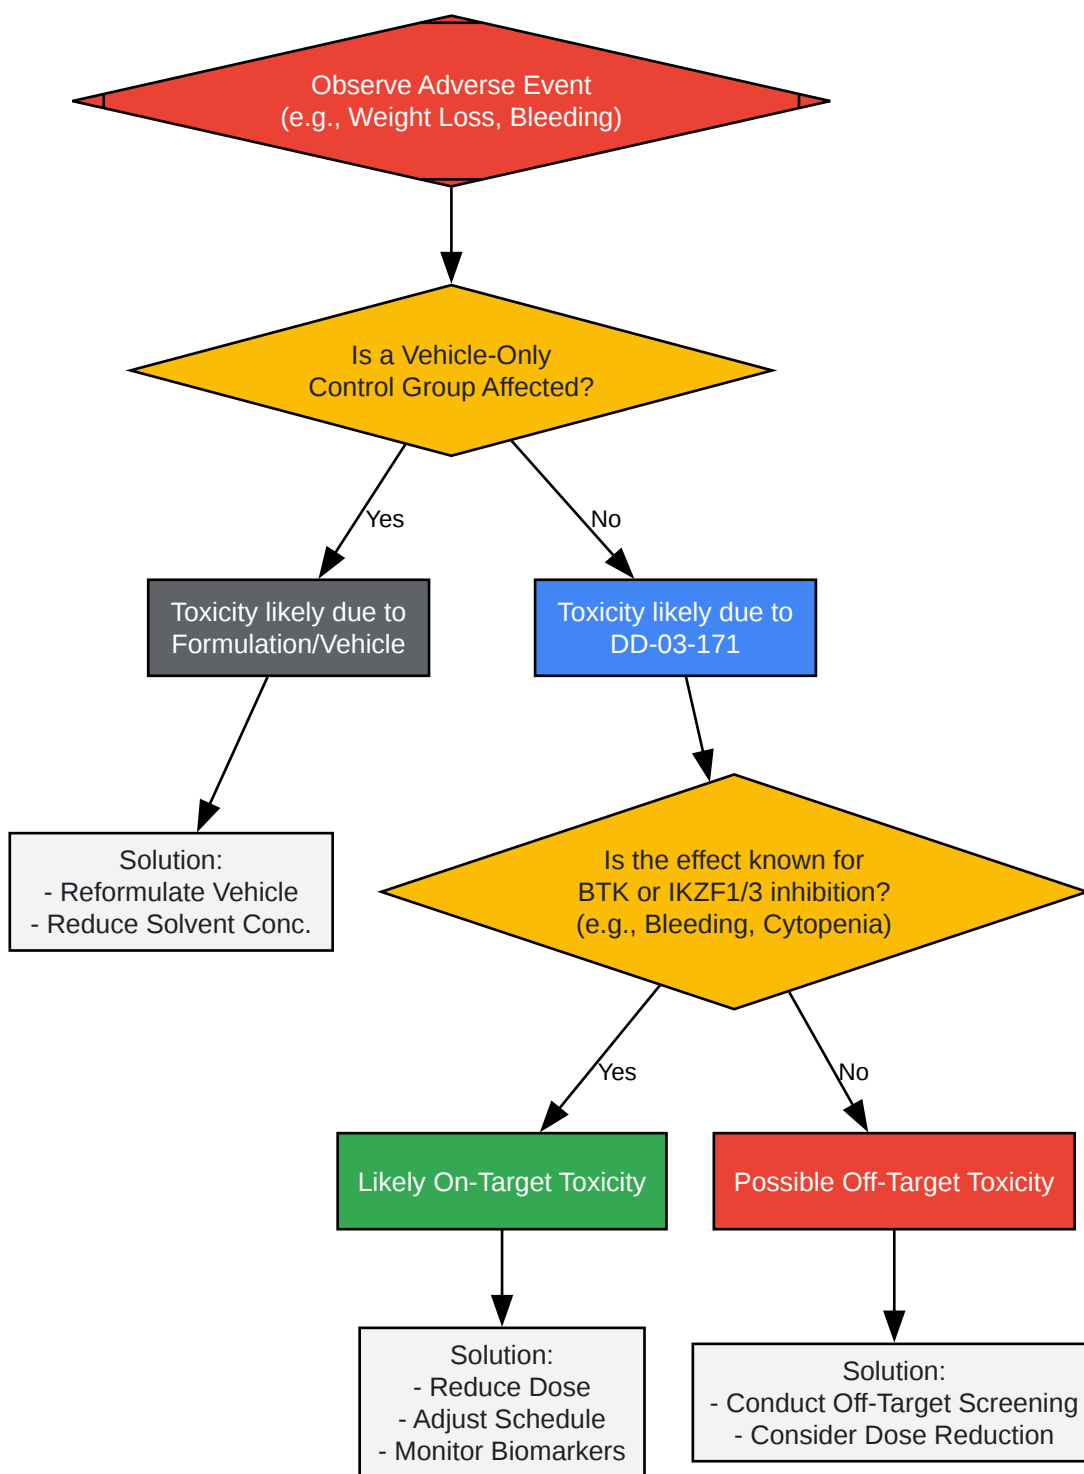 Observe Adverse Event
(e.g., Weight Loss, Bleeding)
Is a Vehicle-Only
Control Group Affected?
Yes
No
Toxicity likely due to
Formulation/Vehicle
Toxicity likely due to
DD-03-171
Solution:
- Reformulate Vehicle
- Reduce Solvent Conc.
Is the effect known for
BTK or IKZF1/3 inhibition?
(e.g., Bleeding, Cytopenia)
Yes
No
Likely On-Target Toxicity
Possible Off-Target Toxicity
Solution:
- Reduce Dose
- Adjust Schedule
- Monitor Biomarkers
Solution:
- Conduct Off-Target Screening
- Consider Dose Reduction